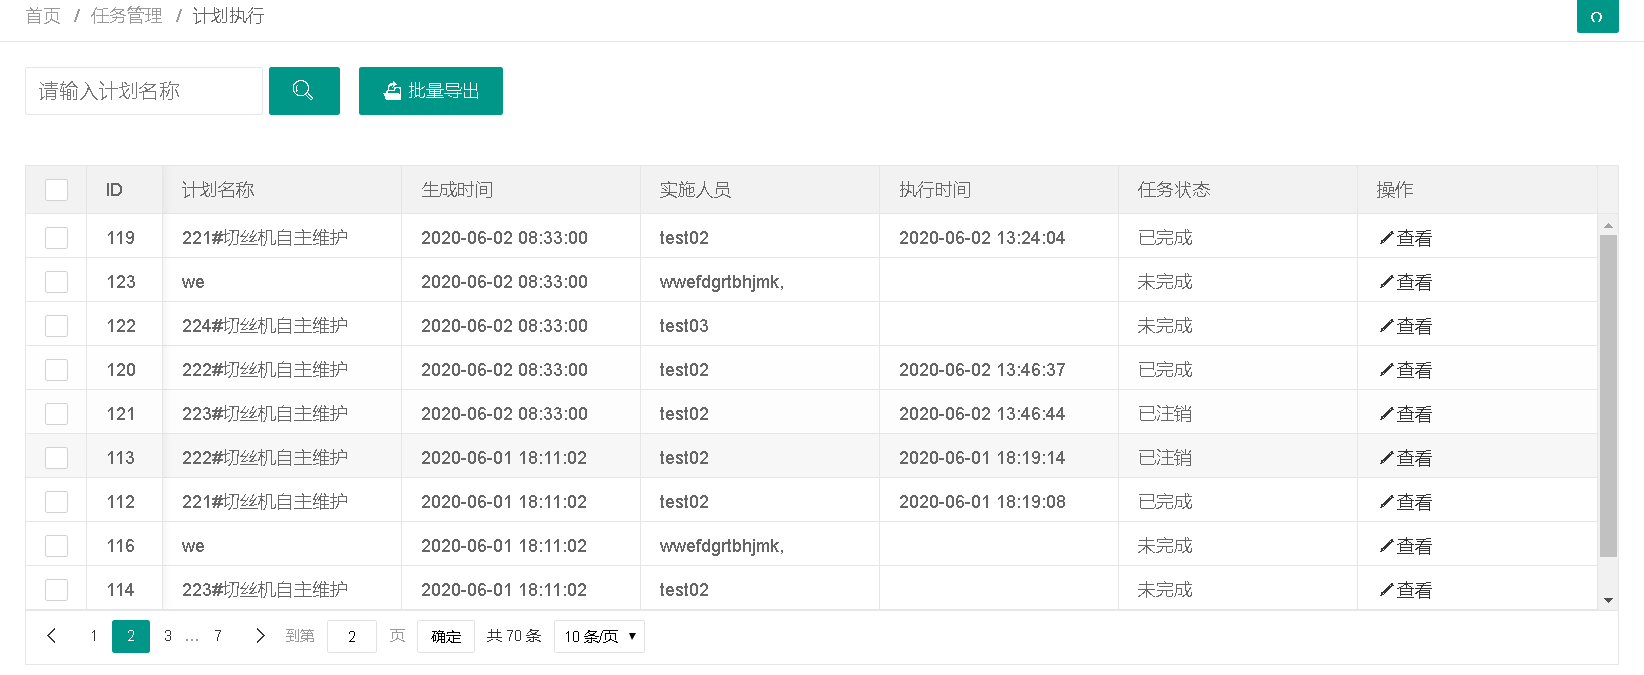 首页 / 任务管理 / 计划执行
请输入计划名称 批量导出
ID 计划名称 生成时间 实施人员 执行时间 任务状态 操作
119 221#切丝机自主维护 2020-06-02 08:33:00 test02 2020-06-02 13:24:04 已完成 查看
123 we 2020-06-02 08:33:00 wwefdgrtbhjmk, 未完成 查看
122 224#切丝机自主维护 2020-06-02 08:33:00 test03 未完成 查看
120 222#切丝机自主维护 2020-06-02 08:33:00 test02 2020-06-02 13:46:37 已完成 查看
121 223#切丝机自主维护 2020-06-02 08:33:00 test02 2020-06-02 13:46:44 已注销 查看
113 222#切丝机自主维护 2020-06-01 18:11:02 test02 2020-06-01 18:19:14 已注销 查看
112 221#切丝机自主维护 2020-06-01 18:11:02 test02 2020-06-01 18:19:08 已完成 查看
116 we 2020-06-01 18:11:02 wwefdgrtbhjmk, 未完成 查看
114 223#切丝机自主维护 2020-06-01 18:11:02 test02 未完成 查看
1 2 3 … 7 到第 2 页 确定 共 70 条 10 条/页